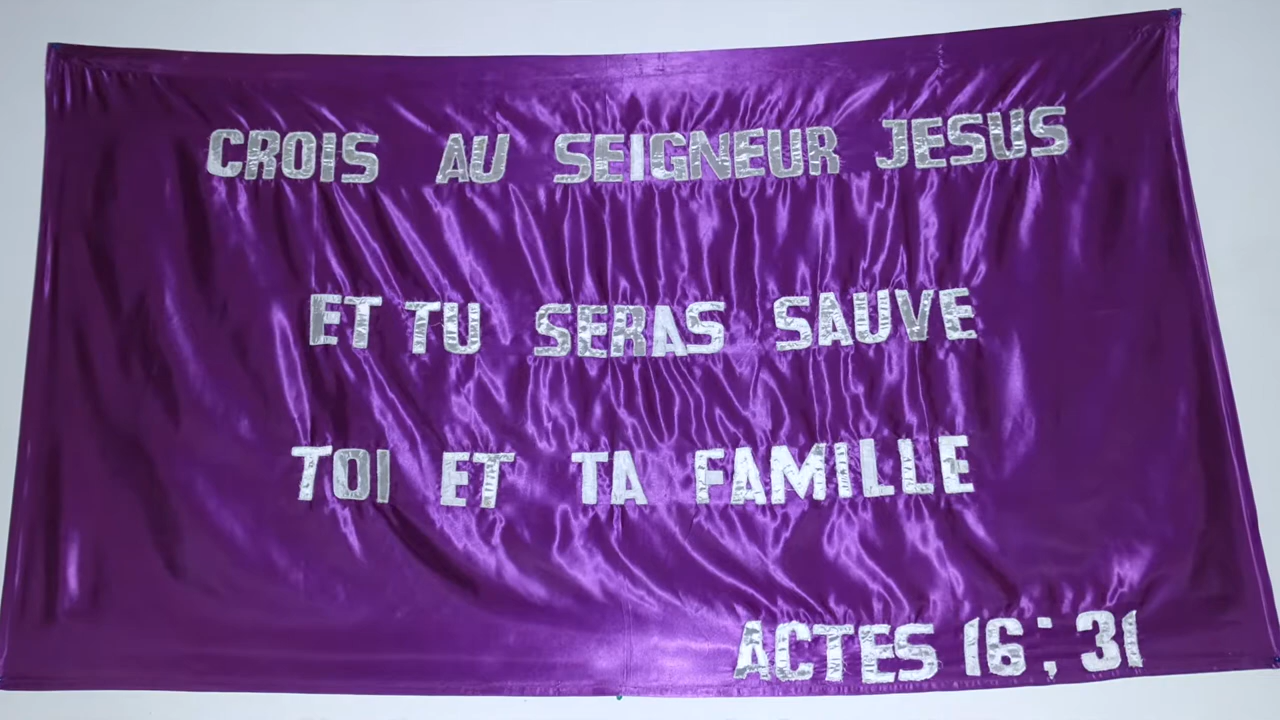 CROIS AU SEIGNEUR JESUS
ET TU SERAS SAUVE
TOI ET TA FAMILLE
ACTES 16 ; 31